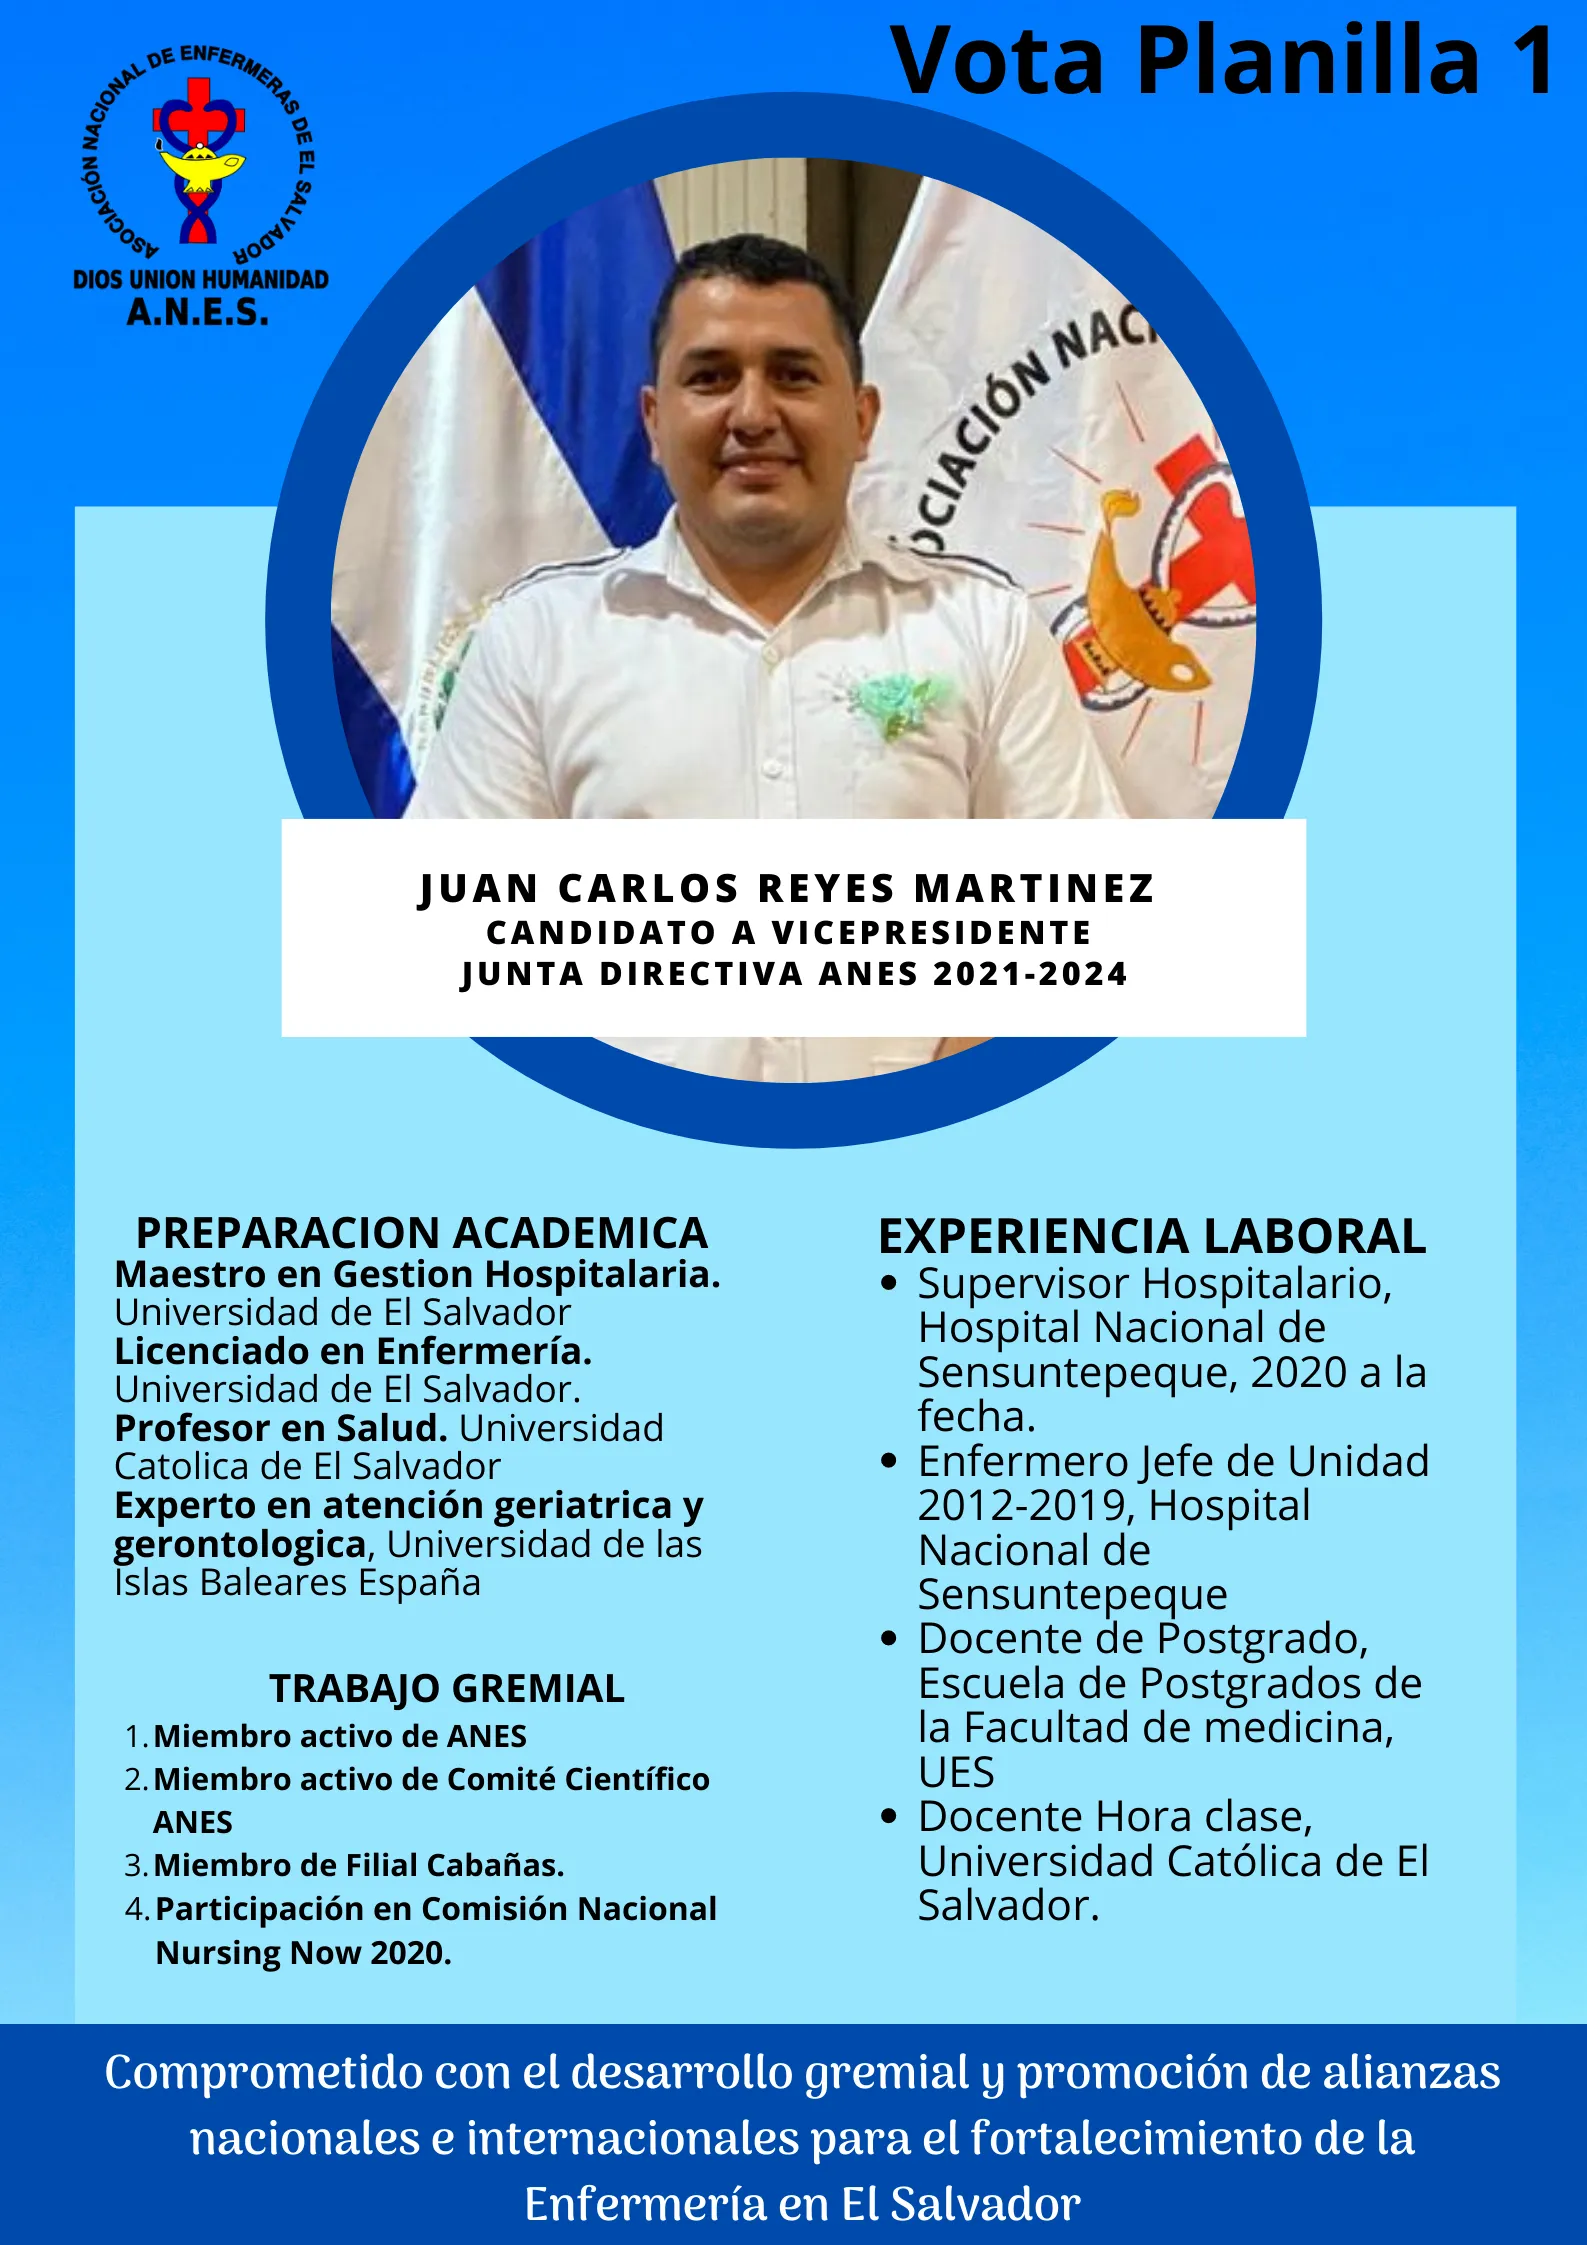 Vota Planilla 1
ASOCIACIÓN NACIONAL DE ENFERMERAS DE EL SALVADOR
DIOS UNION HUMANIDAD
A.N.E.S.
OCIACIÓN NAC
JUAN CARLOS REYES MARTINEZ
CANDIDATO A VICEPRESIDENTE
JUNTA DIRECTIVA ANES 2021-2024
PREPARACION ACADEMICA
Maestro en Gestion Hospitalaria.
Universidad de El Salvador
Licenciado en Enfermería.
Universidad de El Salvador.
Profesor en Salud. Universidad
Catolica de El Salvador
Experto en atención geriatrica y
gerontologica, Universidad de las
Islas Baleares España
TRABAJO GREMIAL
1. Miembro activo de ANES
2. Miembro activo de Comité Científico
ANES
3. Miembro de Filial Cabañas.
4. Participación en Comisión Nacional
Nursing Now 2020.
EXPERIENCIA LABORAL
• Supervisor Hospitalario,
Hospital Nacional de
Sensuntepeque, 2020 a la
fecha.
• Enfermero Jefe de Unidad
2012-2019, Hospital
Nacional de
Sensuntepeque
• Docente de Postgrado,
Escuela de Postgrados de
la Facultad de medicina,
UES
• Docente Hora clase,
Universidad Católica de El
Salvador.
Comprometido con el desarrollo gremial y promoción de alianzas
nacionales e internacionales para el fortalecimiento de la
Enfermería en El Salvador